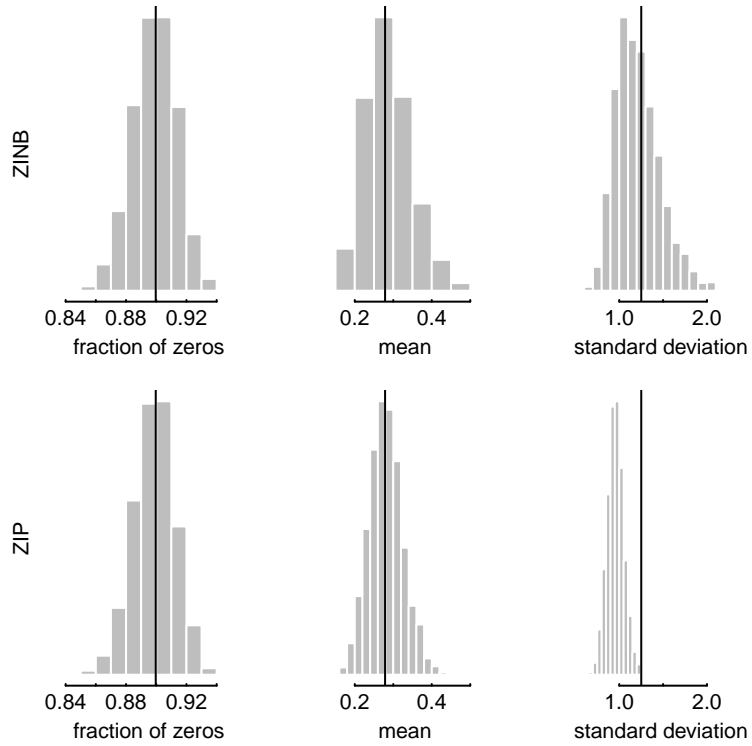 ZINB
0.84 0.88 0.92
fraction of zeros
0.2 0.4
mean
1.0 2.0
standard deviation
ZIP
0.84 0.88 0.92
fraction of zeros
0.2 0.4
mean
1.0 2.0
standard deviation